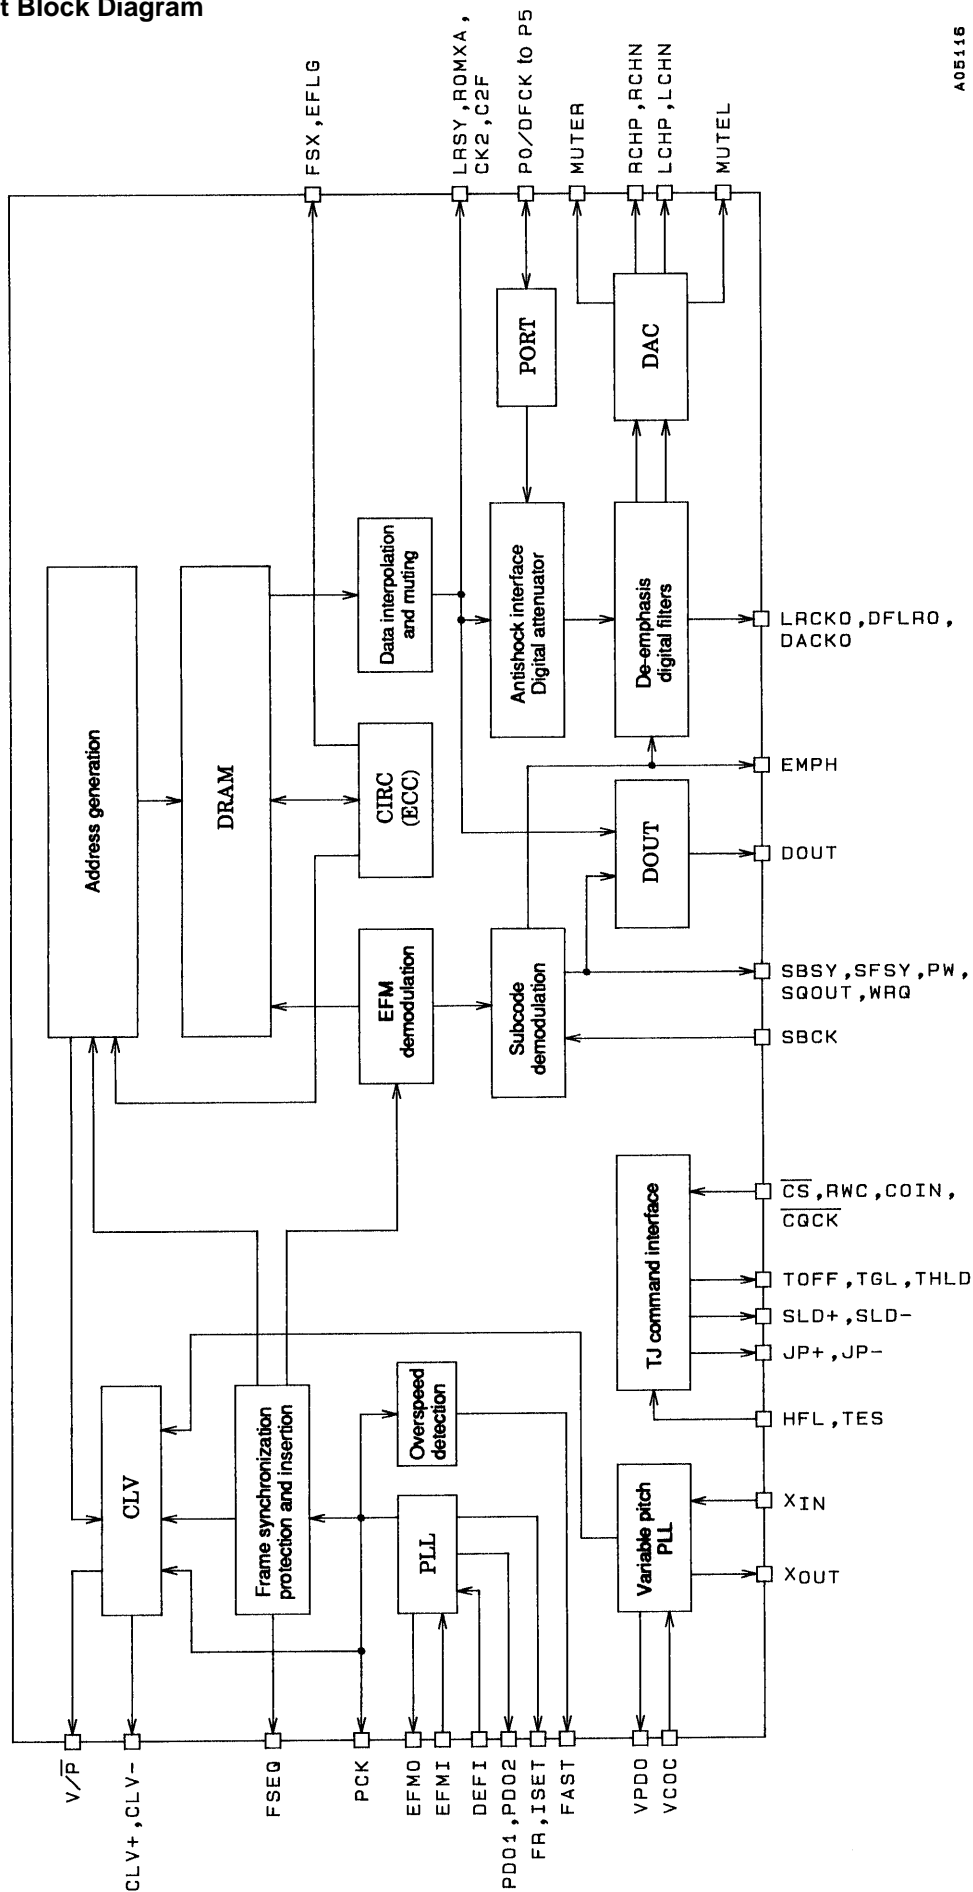 t Block Diagram
A05116
FSX,EFLG
LRSY,ROMXA,
CK2,C2F
P0/DFCK to P5
MUTER
RCHP,RCHN
LCHP,LCHN
MUTEL
Address generation
DRAM
CIRC
(ECC)
Data interpolation
and muting
PORT
DAC
Antishock interface
Digital attenuator
De-emphasis
digital filters
EFM
demodulation
Subcode
demodulation
DOUT
LRCKO,DFLRO,
DACKO
EMPH
DOUT
SBSY,SFSY,PW,
SQOUT,WRQ
SBCK
CLV
Frame synchronization
protection and insertion
Overspeed
detection
PLL
TJ command interface
Variable pitch
PLL
C̅S̅,RWC,COIN,
C̅Q̅C̅K̅
TOFF,TGL,THLD
SLD+,SLD-
JP+,JP-
HFL,TES
XIN
XOUT
V/P̅
CLV+,CLV-
FSEQ
PCK
EFMO
EFMI
DEFI
PDO1,PDO2
FR,ISET
FAST
VPDO
VCOC